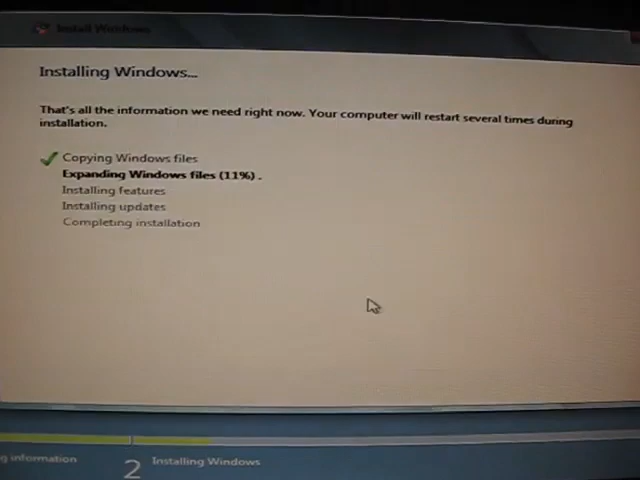 Install Windows
Installing Windows...
That's all the information we need right now. Your computer will restart several times during
installation.
Copying Windows files
Expanding Windows files (11%) .
Installing features
Installing updates
Completing installation
g information
2 Installing Windows